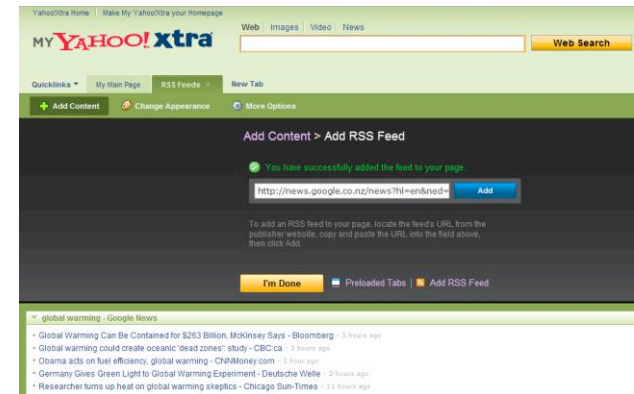 Yahoo!Xtra Home | Make My Yahoo!Xtra your Homepage
MY YAHOO! Xtra
Web | Images | Video | News
Web Search
Quicklinks
My Main Page
RSS Feeds
New Tab
Add Content
Change Appearance
More Options
Add Content > Add RSS Feed
You have successfully added the feed to your page.
http://news.google.co.nz/news?hl=en&ned=
Add
To add an RSS feed to your page, locate the feed's URL from the
publisher website, copy and paste the URL into the field above,
then click Add.
I'm Done
Preloaded Tabs | Add RSS Feed
global warming - Google News
• Global Warming Can Be Contained for $263 Billion, McKinsey Says - Bloomberg - 3 hours ago
• Global warming could create oceanic 'dead zones': study - CBC.ca - 3 hours ago
• Obama acts on fuel efficiency, global warming - CNNMoney.com - 1 hour ago
• Germany Gives Green Light to Global Warming Experiment - Deutsche Welle - 2 hours ago
• Researcher turns up heat on global warming skeptics - Chicago Sun-Times - 11 hours ago